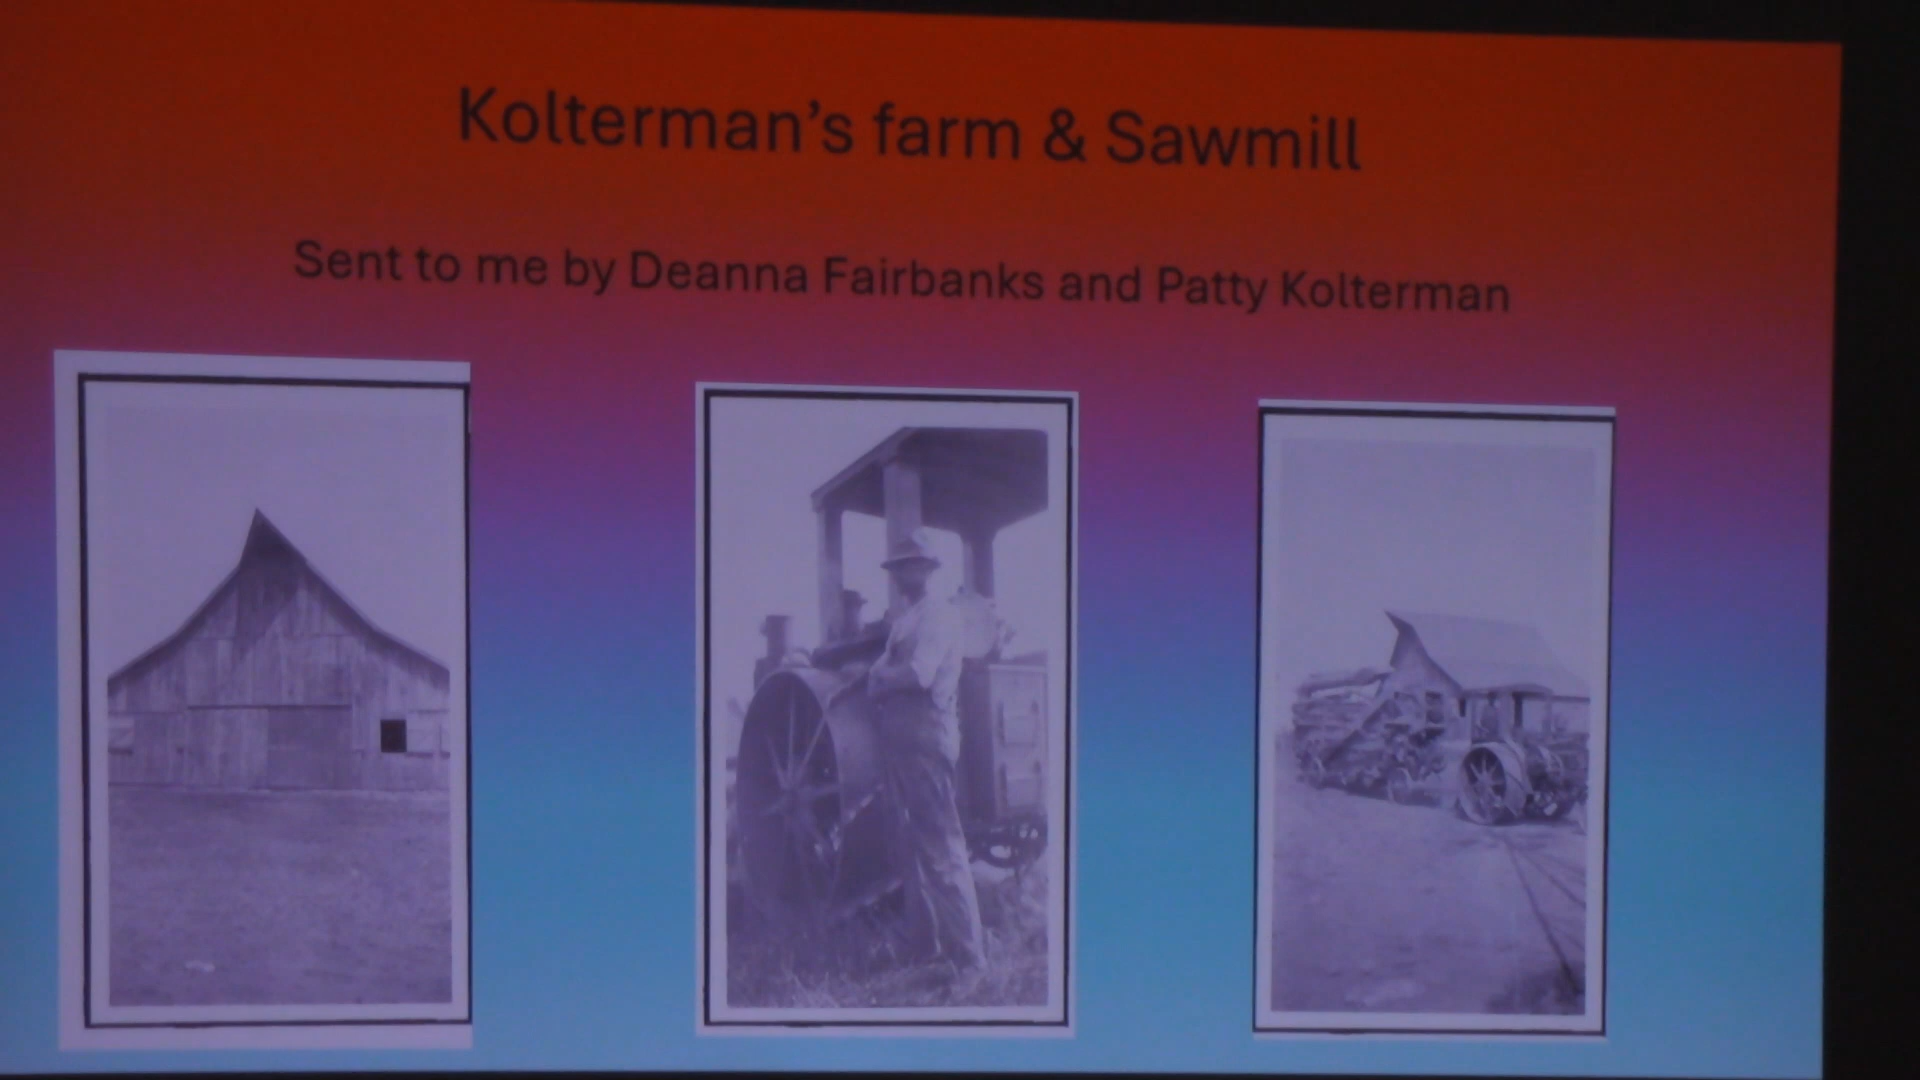 Kolterman’s farm & Sawmill
Sent to me by Deanna Fairbanks and Patty Kolterman